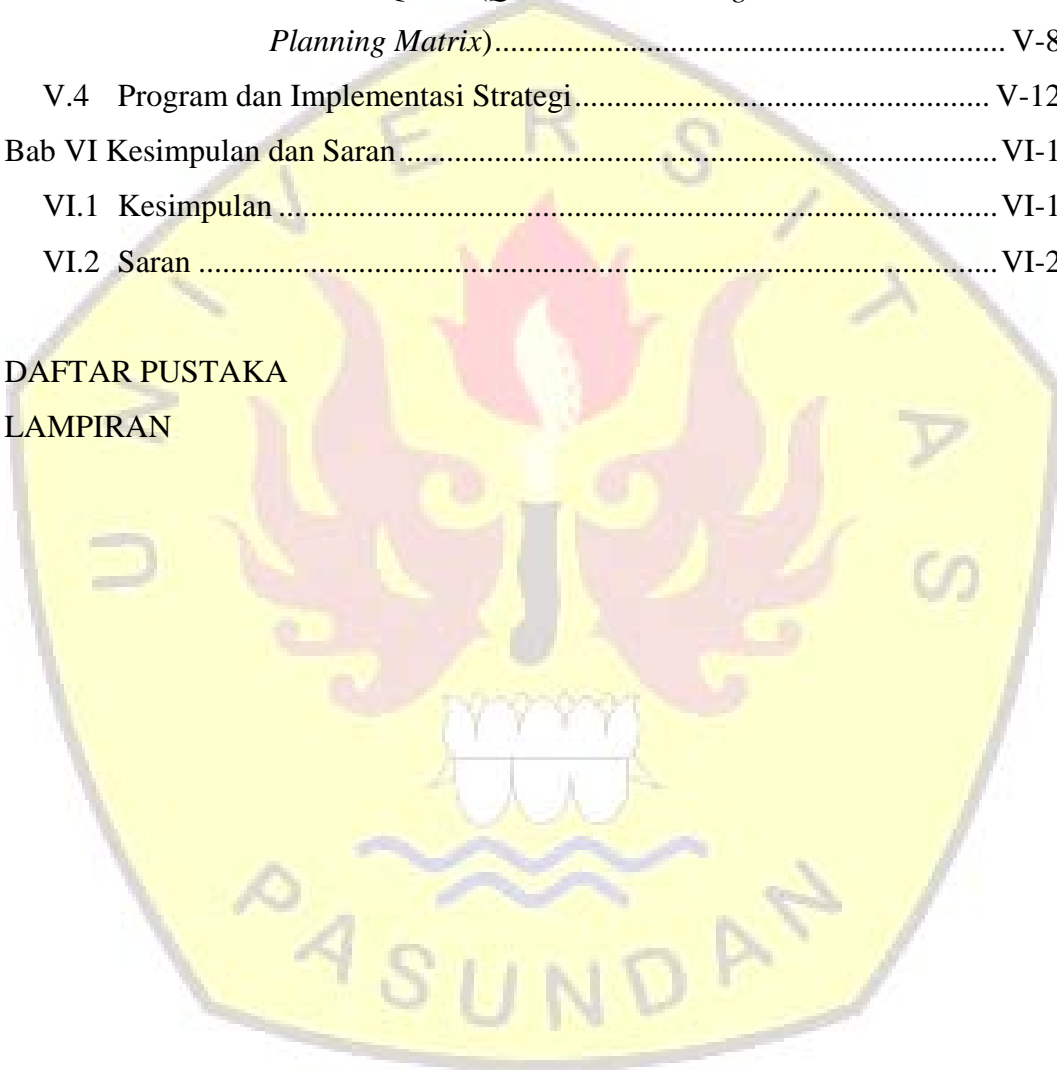 Planning Matrix)................................................................. V-8
V.4 Program dan Implementasi Strategi..................................................... V-12
Bab VI Kesimpulan dan Saran............................................................................ VI-1
VI.1 Kesimpulan........................................................................................... VI-1
VI.2 Saran ..................................................................................................... VI-2
DAFTAR PUSTAKA
LAMPIRAN
UNIVERSITAS
PASUNDAN